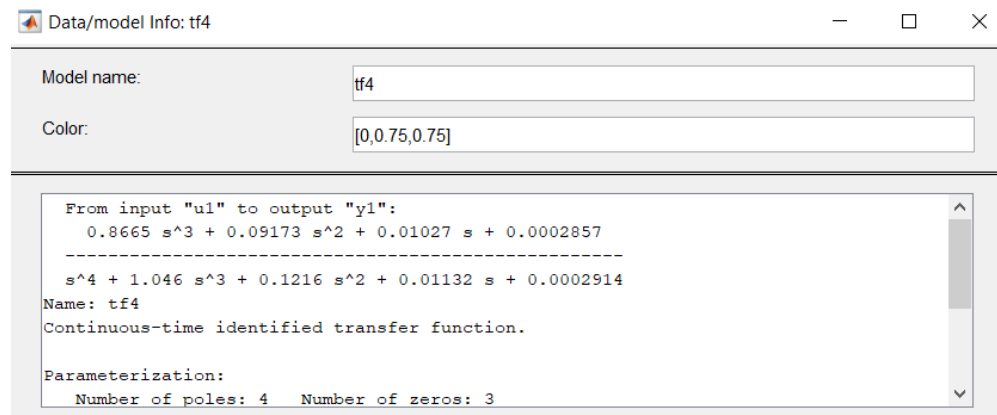 Data/model Info: tf4
Model name:
tf4
Color:
[0,0.75,0.75]
From input "u1" to output "y1":
0.8665 s^3 + 0.09173 s^2 + 0.01027 s + 0.0002857
-----------------------------------------------------
s^4 + 1.046 s^3 + 0.1216 s^2 + 0.01132 s + 0.0002914
Name: tf4
Continuous-time identified transfer function.
Parameterization:
Number of poles: 4   Number of zeros: 3